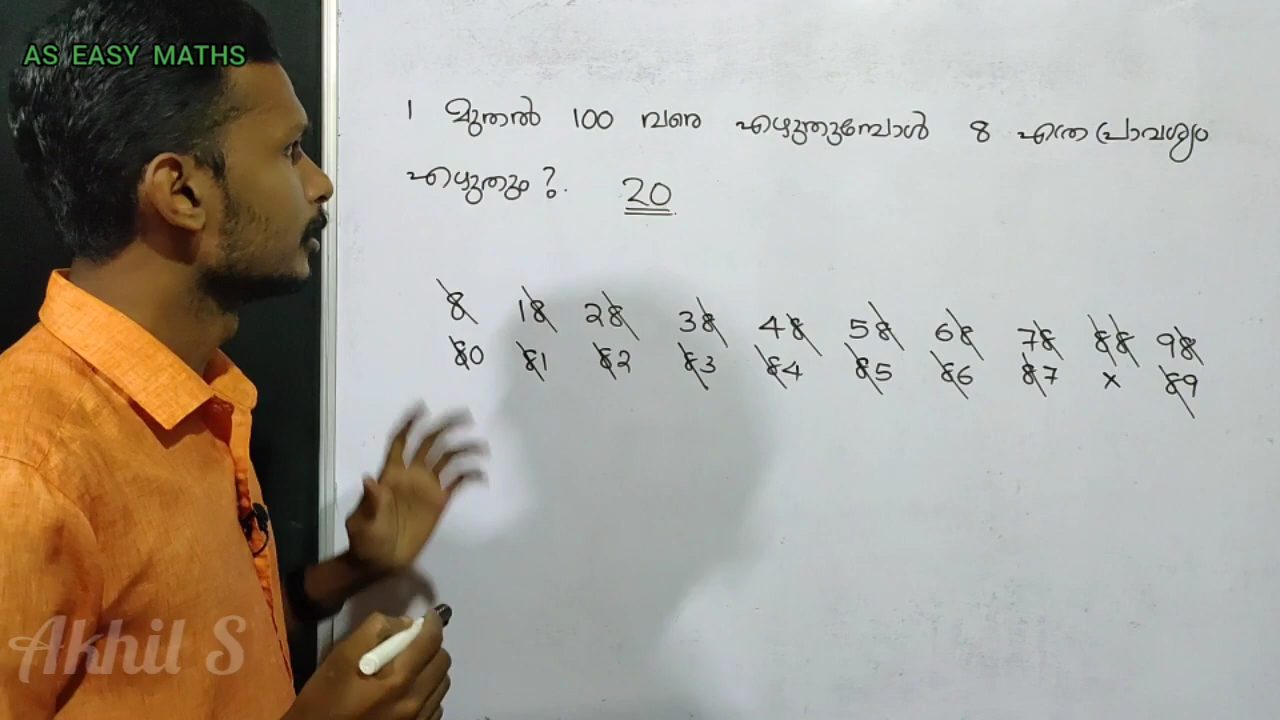 AS EASY MATHS
1 മുതൽ 100 വരെ എഴുതുമ്പോൾ 8 എത്ര പ്രാവശ്യം
എഴുതും ?. 20
8 18 28 38 48 58 68 78 88 98
80 81 82 83 84 85 86 87 x 89
Akhil S